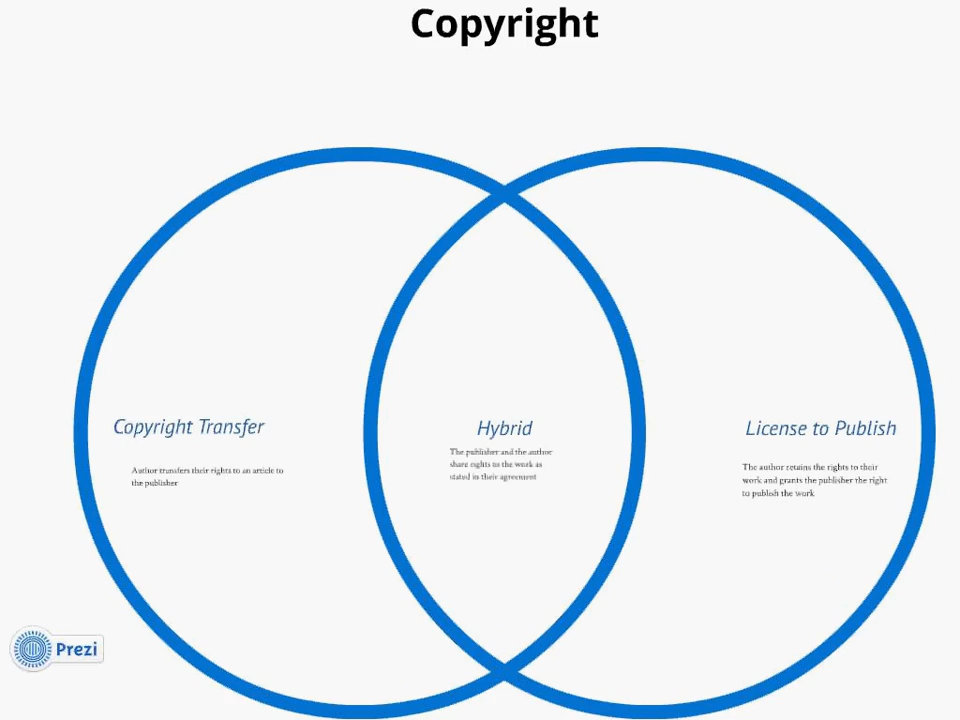 Copyright
Copyright Transfer
Author transfers their rights to an article to
the publisher
Hybrid
The publisher and the author
share rights to the work as
stated in their agreement
License to Publish
The author retains the rights to their
work and grants the publisher the right
to publish the work
Prezi